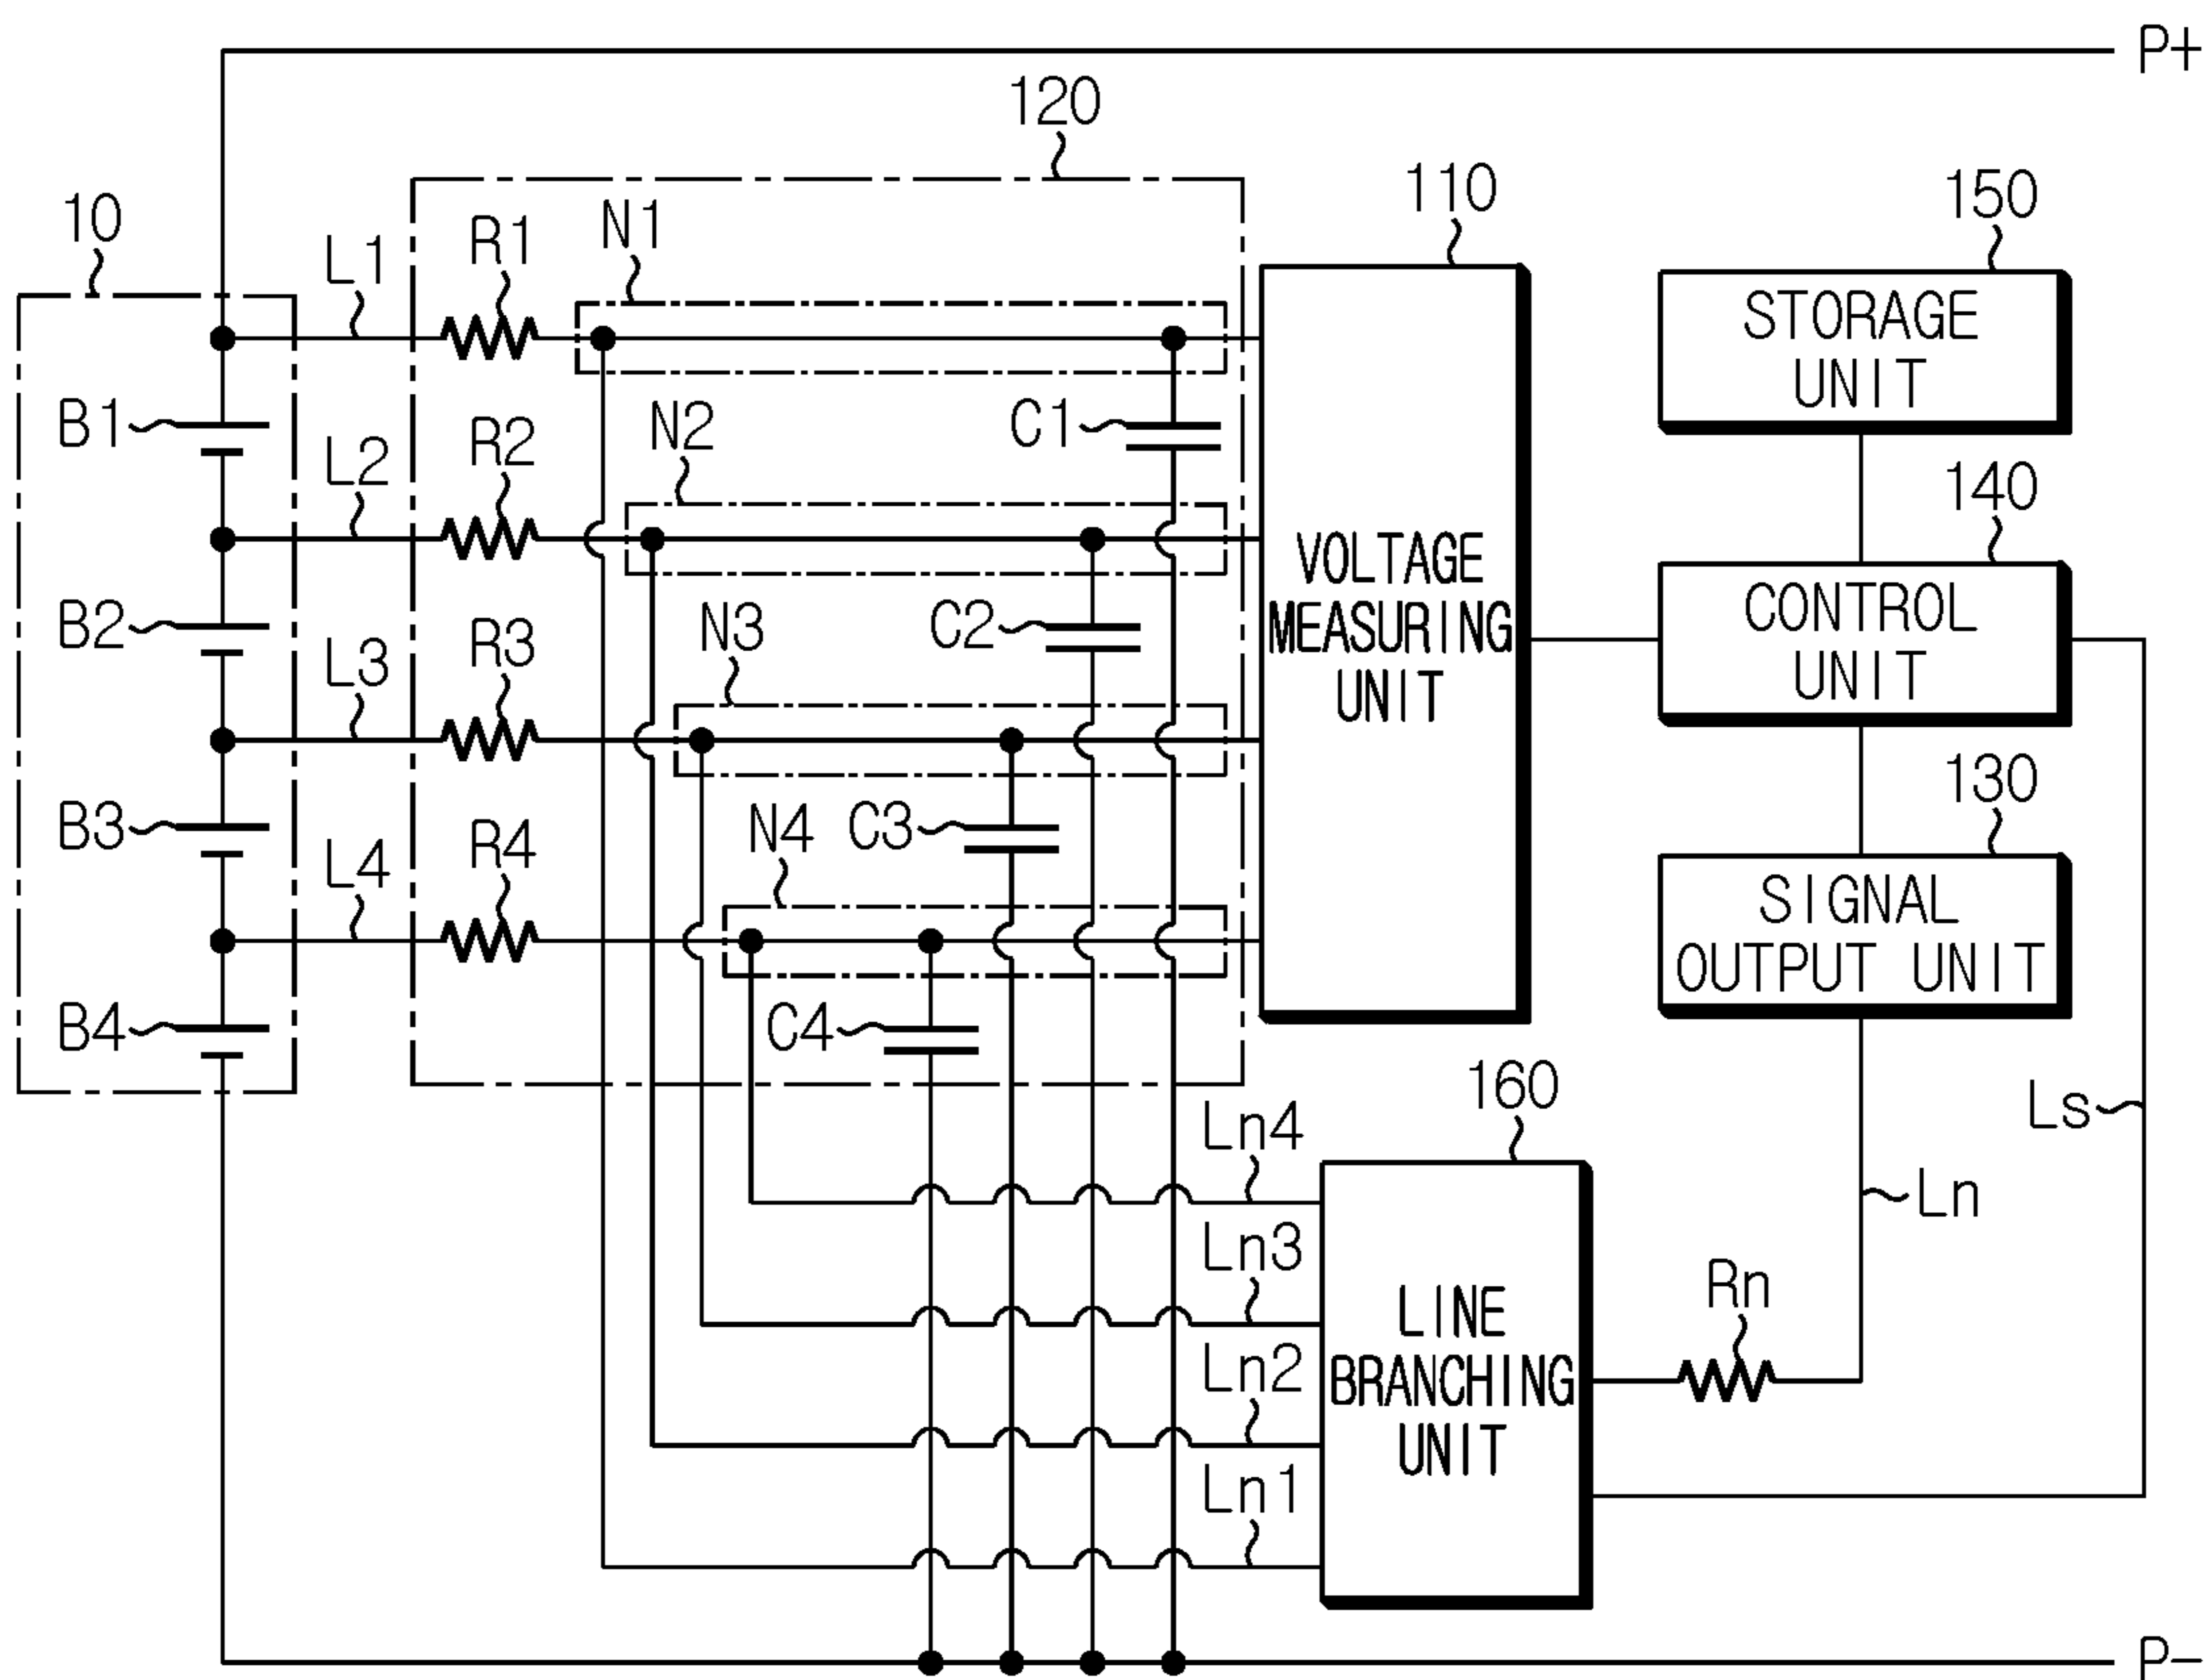 P+
120
110
150
10
L1
R1
N1
STORAGE
UNIT
B1
L2
R2
N2
C1
140
VOLTAGE
MEASURING
UNIT
CONTROL
UNIT
B2
L3
R3
N3
C2
130
B3
L4
R4
N4
C3
SIGNAL
OUTPUT UNIT
B4
C4
160
Ls
Ln4
Ln
Ln3
Rn
LINE
BRANCHING
UNIT
Ln2
Ln1
P-